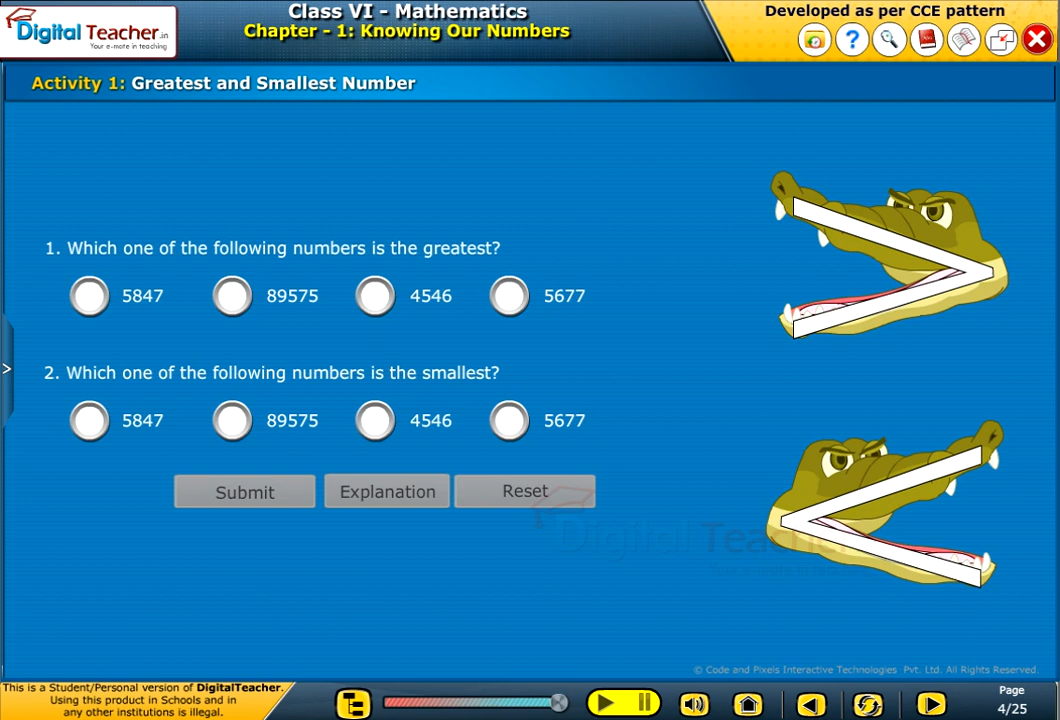 Digital Teacher.in
Your e-mate in teaching
Class VI - Mathematics
Chapter - 1: Knowing Our Numbers
Developed as per CCE pattern
?
Activity 1: Greatest and Smallest Number
1. Which one of the following numbers is the greatest?
5847 89575 4546 5677
>
2. Which one of the following numbers is the smallest?
5847 89575 4546 5677
Submit Explanation Reset
Digital Teacher
© Code and Pixels Interactive Technologies Pvt. Ltd. All Rights Reserved.
This is a Student/Personal version of DigitalTeacher.
Using this product in Schools and in
any other institutions is illegal.
Page
4/25